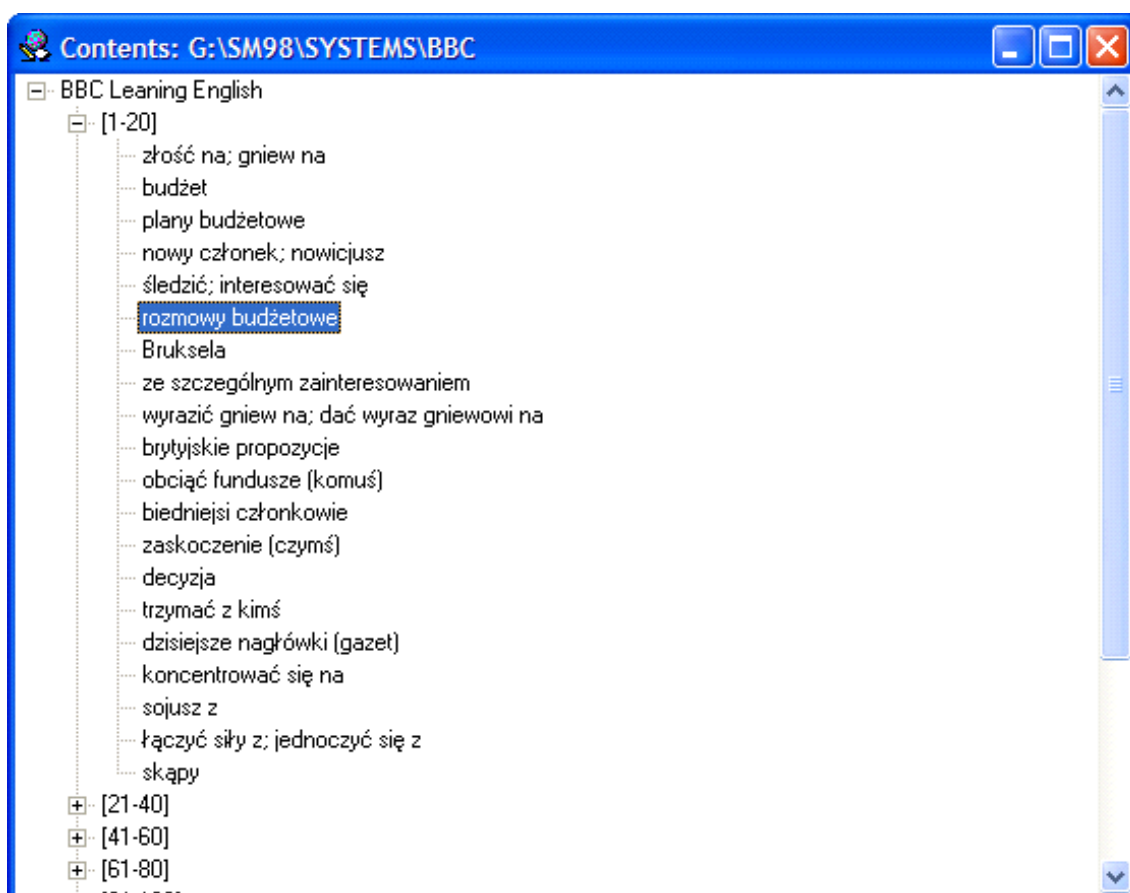 Contents: G:\SM98\SYSTEMS\BBC
BBC Leaning English
[1-20]
złość na; gniew na
budżet
plany budżetowe
nowy członek; nowicjusz
śledzić; interesować się
rozmowy budżetowe
Bruksela
ze szczególnym zainteresowaniem
wyrazić gniew na; dać wyraz gniewowi na
brytyjskie propozycje
obciąć fundusze (komuś)
biedniejsi członkowie
zaskoczenie (czymś)
decyzja
trzymać z kimś
dzisiejsze nagłówki (gazet)
koncentrować się na
sojusz z
łączyć siły z; jednoczyć się z
skąpy
[21-40]
[41-60]
[61-80]